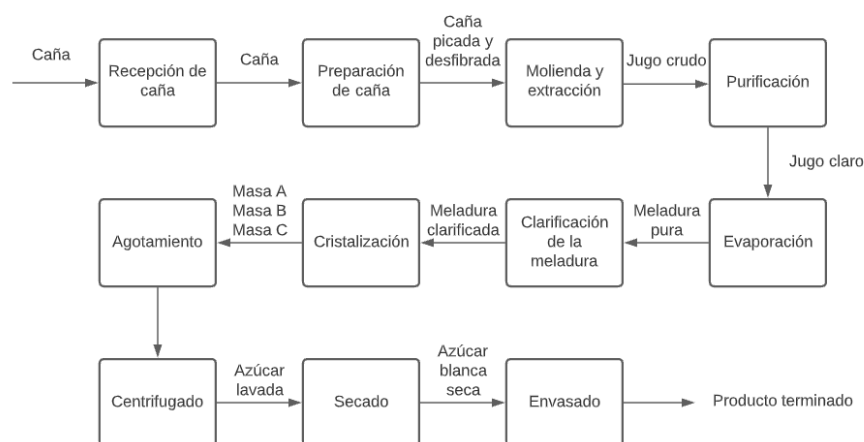 Caña
Recepción de
caña
Caña
Preparación
de caña
Caña
picada y
desfibrada
Molienda y
extracción
Jugo crudo
Purificación
Jugo claro
Evaporación
Meladura
pura
Clarificación
de la
meladura
Meladura
clarificada
Cristalización
Masa A
Masa B
Masa C
Agotamiento
Centrifugado
Azúcar
lavada
Secado
Azúcar
blanca
seca
Envasado
Producto terminado